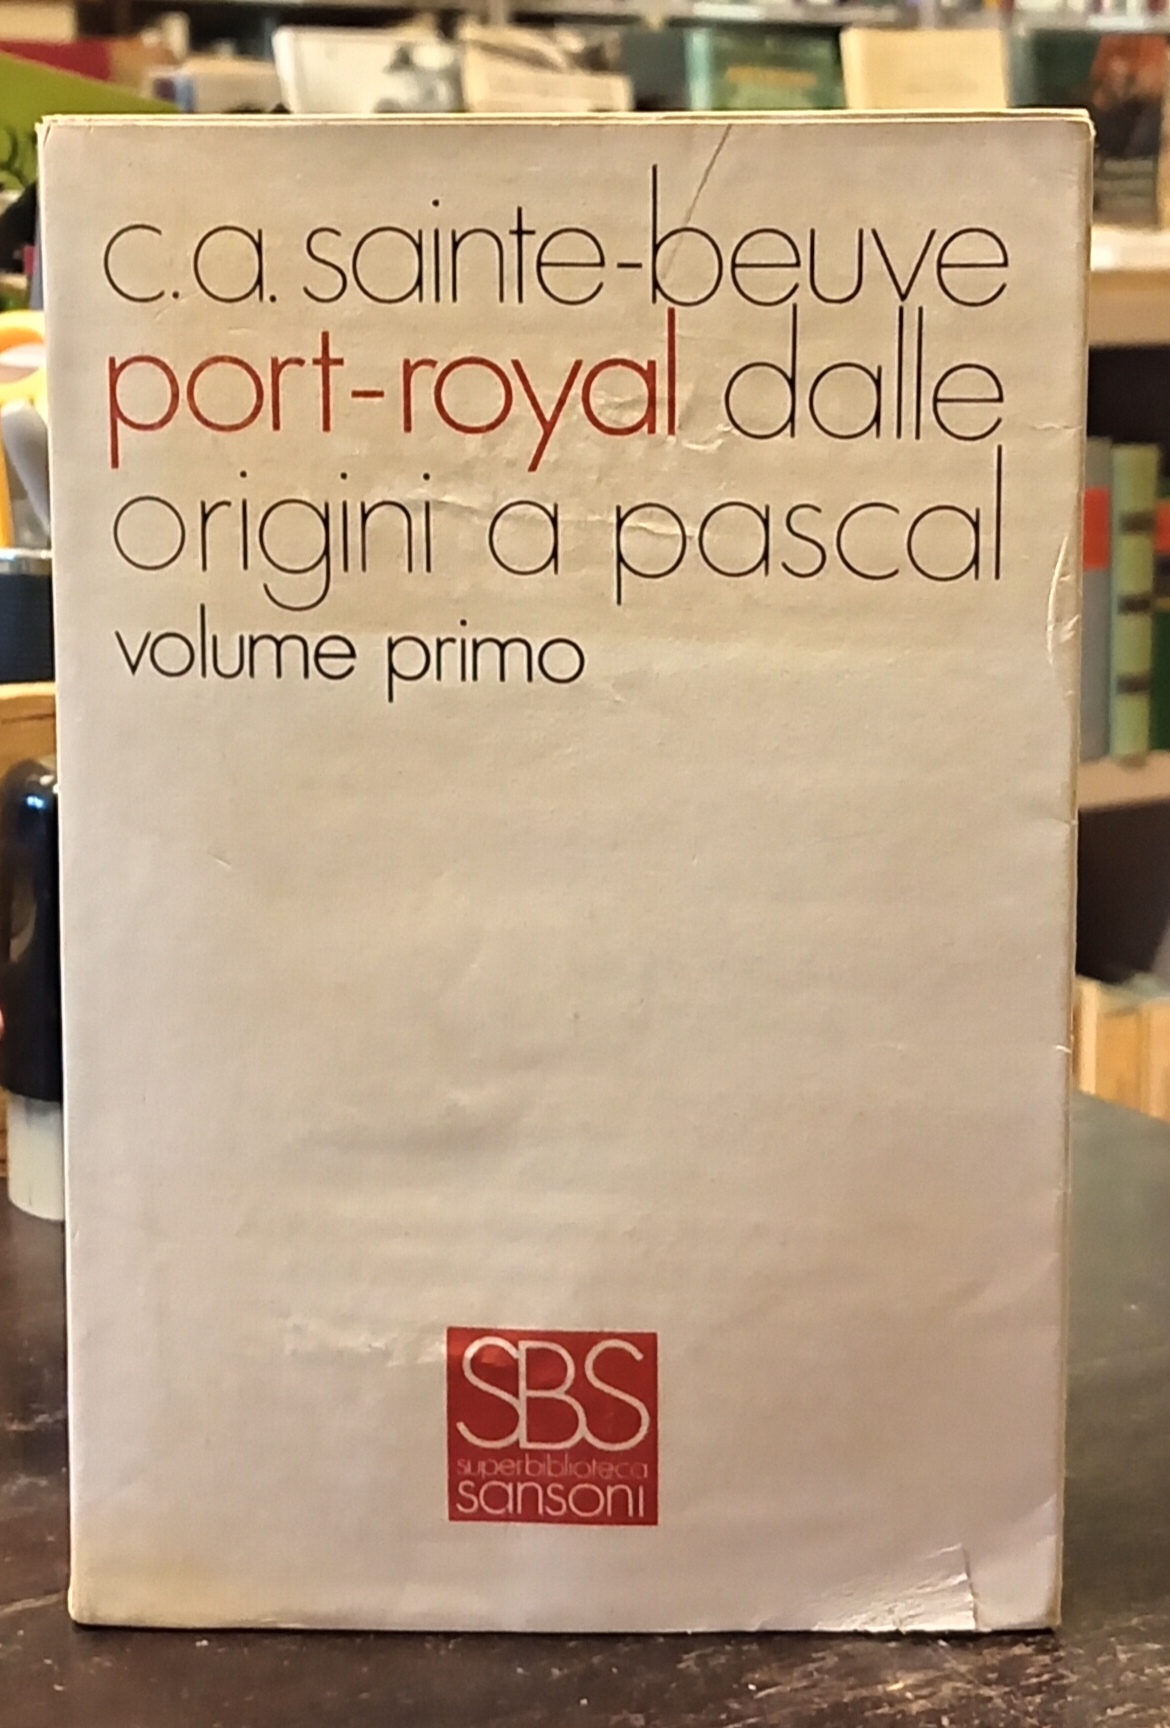 c.a. sainte-beuve
port-royal dalle
origini a pascal
volume primo
SBS
superbiblioteca
sansoni